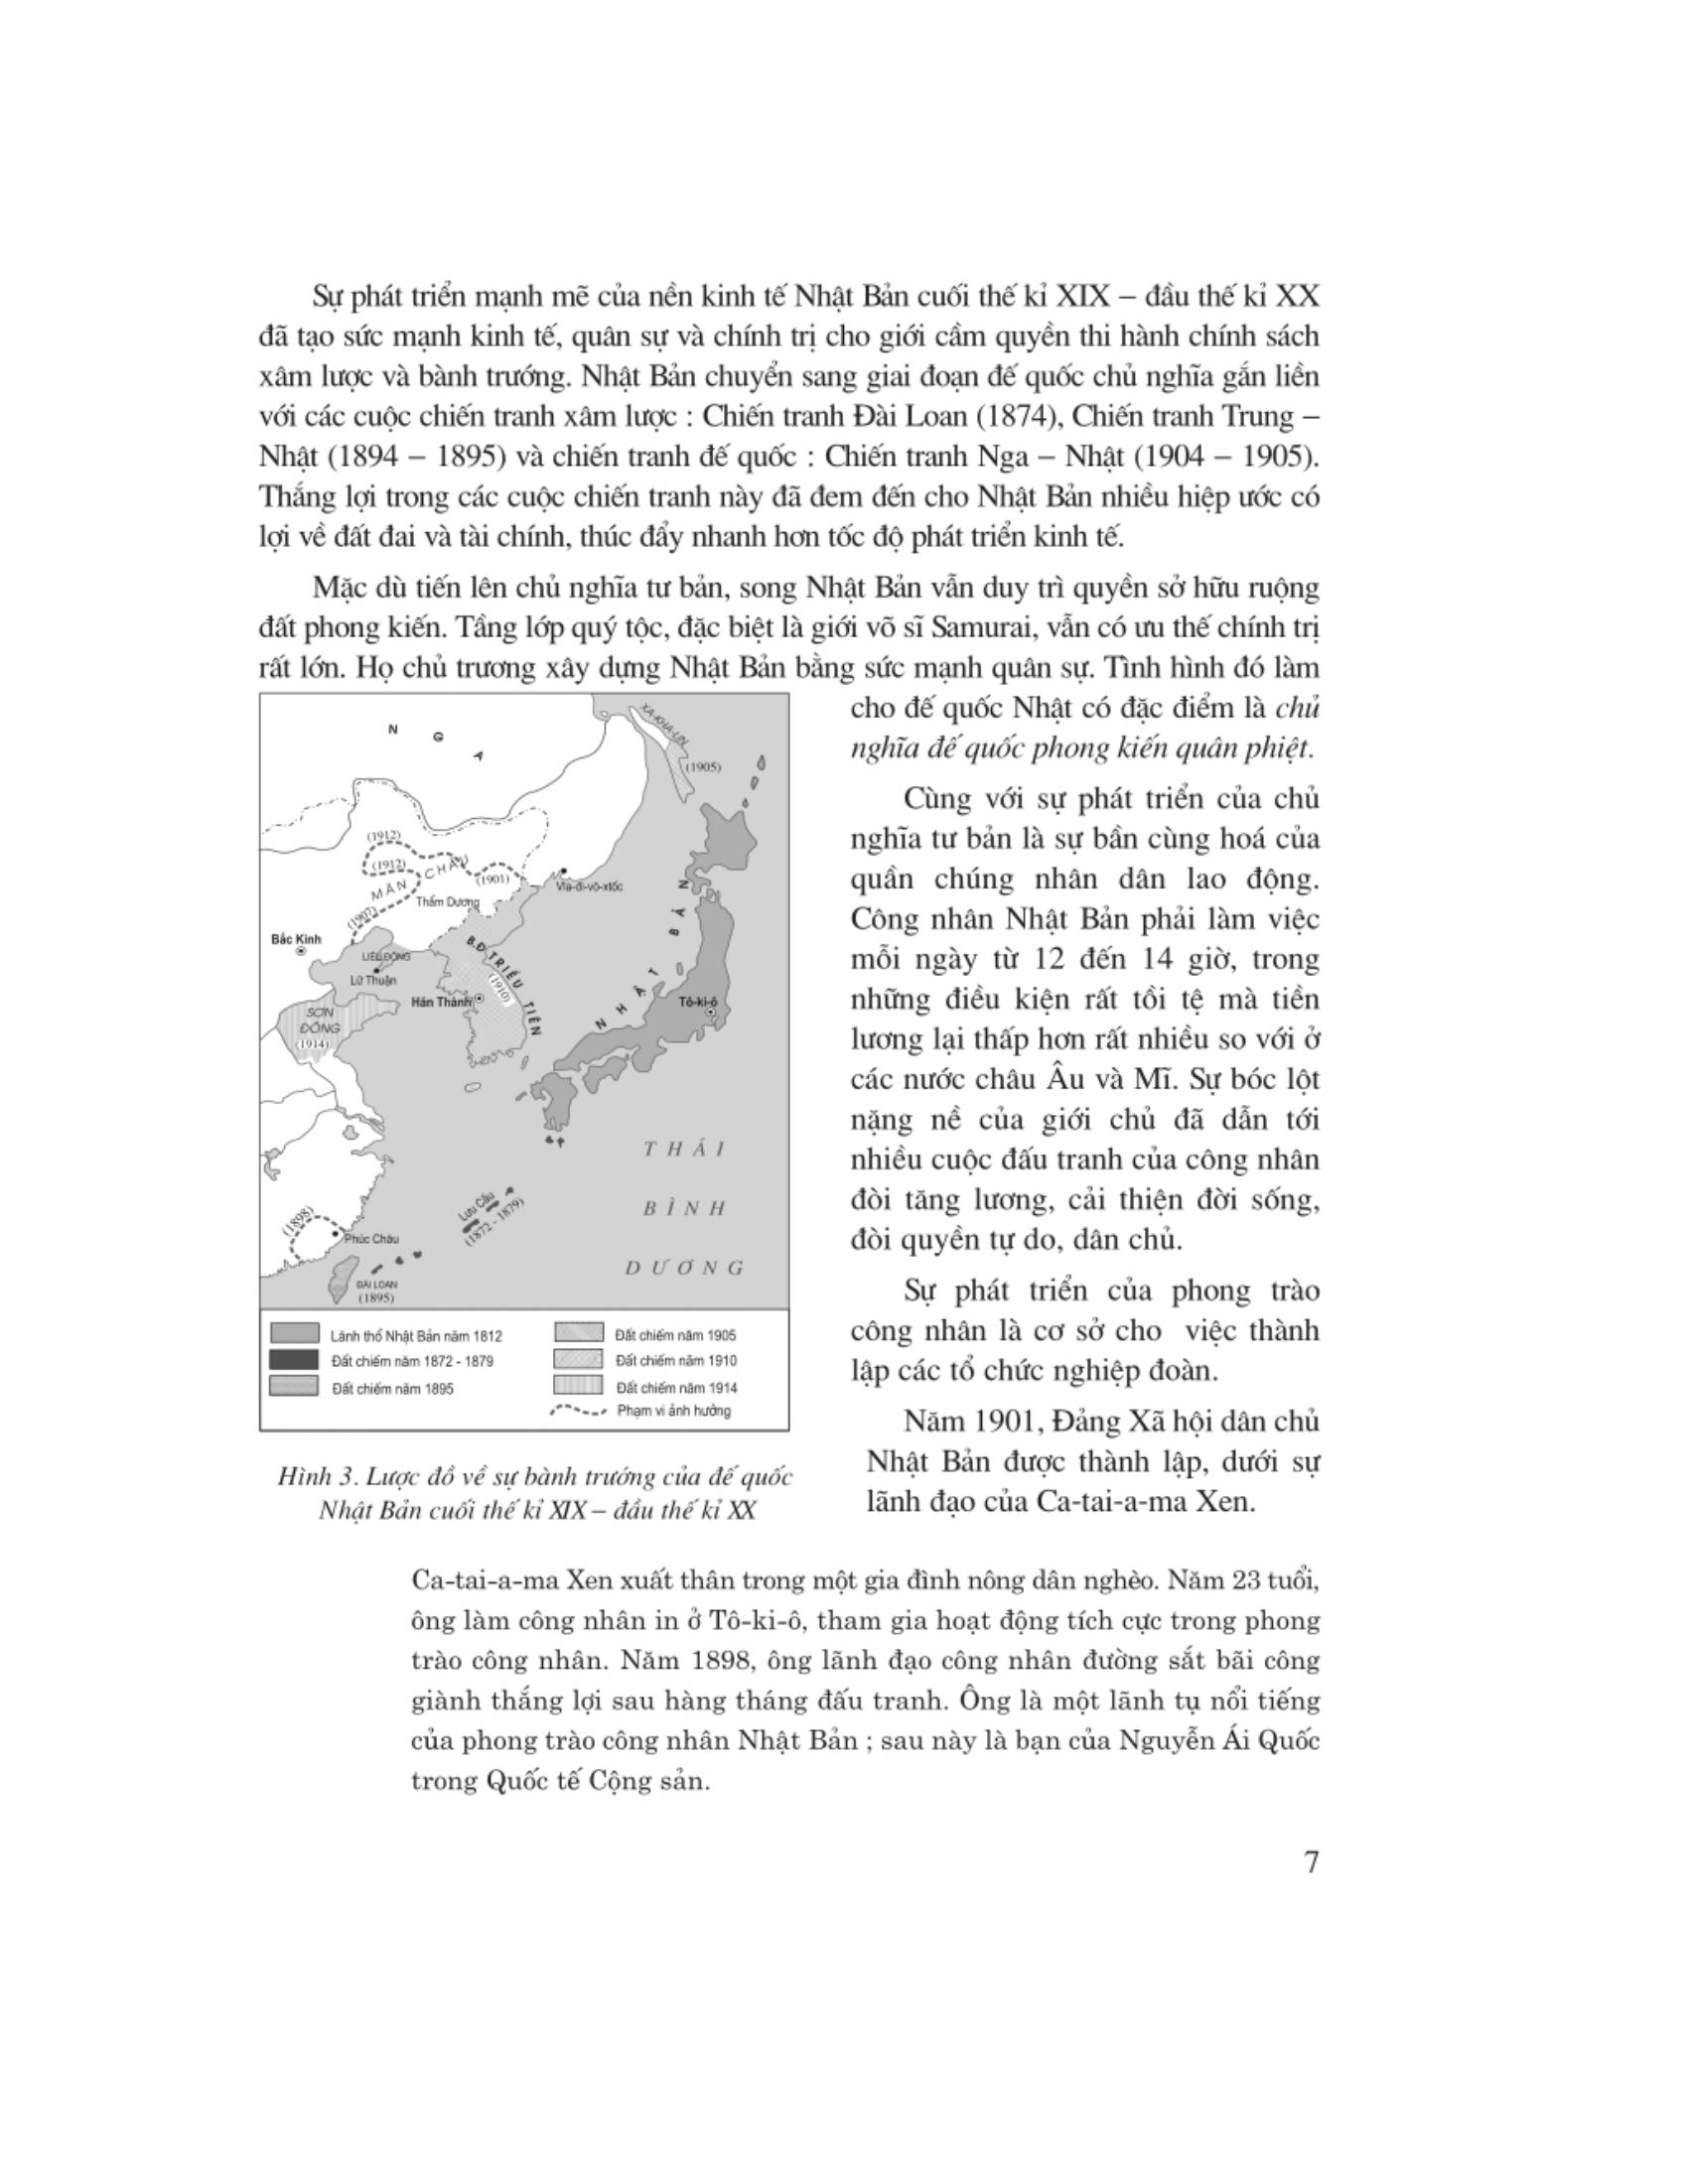 Sự phát triển mạnh mẽ của nền kinh tế Nhật Bản cuối thế kỉ XIX – đầu thế kỉ XX
đã tạo sức mạnh kinh tế, quân sự và chính trị cho giới cầm quyền thi hành chính sách
xâm lược và bành trướng. Nhật Bản chuyển sang giai đoạn đế quốc chủ nghĩa gắn liền
với các cuộc chiến tranh xâm lược : Chiến tranh Đài Loan (1874), Chiến tranh Trung –
Nhật (1894 – 1895) và chiến tranh đế quốc : Chiến tranh Nga – Nhật (1904 – 1905).
Thắng lợi trong các cuộc chiến tranh này đã đem đến cho Nhật Bản nhiều hiệp ước có
lợi về đất đai và tài chính, thúc đẩy nhanh hơn tốc độ phát triển kinh tế.
Mặc dù tiến lên chủ nghĩa tư bản, song Nhật Bản vẫn duy trì quyền sở hữu ruộng
đất phong kiến. Tầng lớp quý tộc, đặc biệt là giới võ sĩ Samurai, vẫn có ưu thế chính trị
rất lớn. Họ chủ trương xây dựng Nhật Bản bằng sức mạnh quân sự. Tình hình đó làm
cho đế quốc Nhật có đặc điểm là chủ
nghĩa đế quốc phong kiến quân phiệt.
Cùng với sự phát triển của chủ
nghĩa tư bản là sự bần cùng hoá của
quần chúng nhân dân lao động.
Công nhân Nhật Bản phải làm việc
mỗi ngày từ 12 đến 14 giờ, trong
những điều kiện rất tồi tệ mà tiền
lương lại thấp hơn rất nhiều so với ở
các nước châu Âu và Mĩ. Sự bóc lột
nặng nề của giới chủ đã dẫn tới
nhiều cuộc đấu tranh của công nhân
đòi tăng lương, cải thiện đời sống,
đòi quyền tự do, dân chủ.
Sự phát triển của phong trào
công nhân là cơ sở cho việc thành
lập các tổ chức nghiệp đoàn.
Năm 1901, Đảng Xã hội dân chủ
Nhật Bản được thành lập, dưới sự
lãnh đạo của Ca-tai-a-ma Xen.
NGA
XA-KHA-LIN
(1905)
(1912)
(1912)
MÃN CHÂU
(1901)
(1907)
Thẩm Dương
Vla-đi-vô-xtốc
Bắc Kinh
LIÊU ĐÔNG
Lữ Thuận
B.Đ TRIỀU TIÊN
(1910)
Hán Thành
SƠN
ĐÔNG
(1914)
NHẬT BẢN
Tô-ki-ô
THÁI
BÌNH
DƯƠNG
Lưu Cầu
(1872 - 1879)
(1898)
Phúc Châu
ĐÀI LOAN
(1895)
Lãnh thổ Nhật Bản năm 1812
Đất chiếm năm 1872 - 1879
Đất chiếm năm 1895
Đất chiếm năm 1905
Đất chiếm năm 1910
Đất chiếm năm 1914
Phạm vi ảnh hưởng
Hình 3. Lược đồ về sự bành trướng của đế quốc
Nhật Bản cuối thế kỉ XIX – đầu thế kỉ XX
Ca-tai-a-ma Xen xuất thân trong một gia đình nông dân nghèo. Năm 23 tuổi,
ông làm công nhân in ở Tô-ki-ô, tham gia hoạt động tích cực trong phong
trào công nhân. Năm 1898, ông lãnh đạo công nhân đường sắt bãi công
giành thắng lợi sau hàng tháng đấu tranh. Ông là một lãnh tụ nổi tiếng
của phong trào công nhân Nhật Bản ; sau này là bạn của Nguyễn Ái Quốc
trong Quốc tế Cộng sản.
7